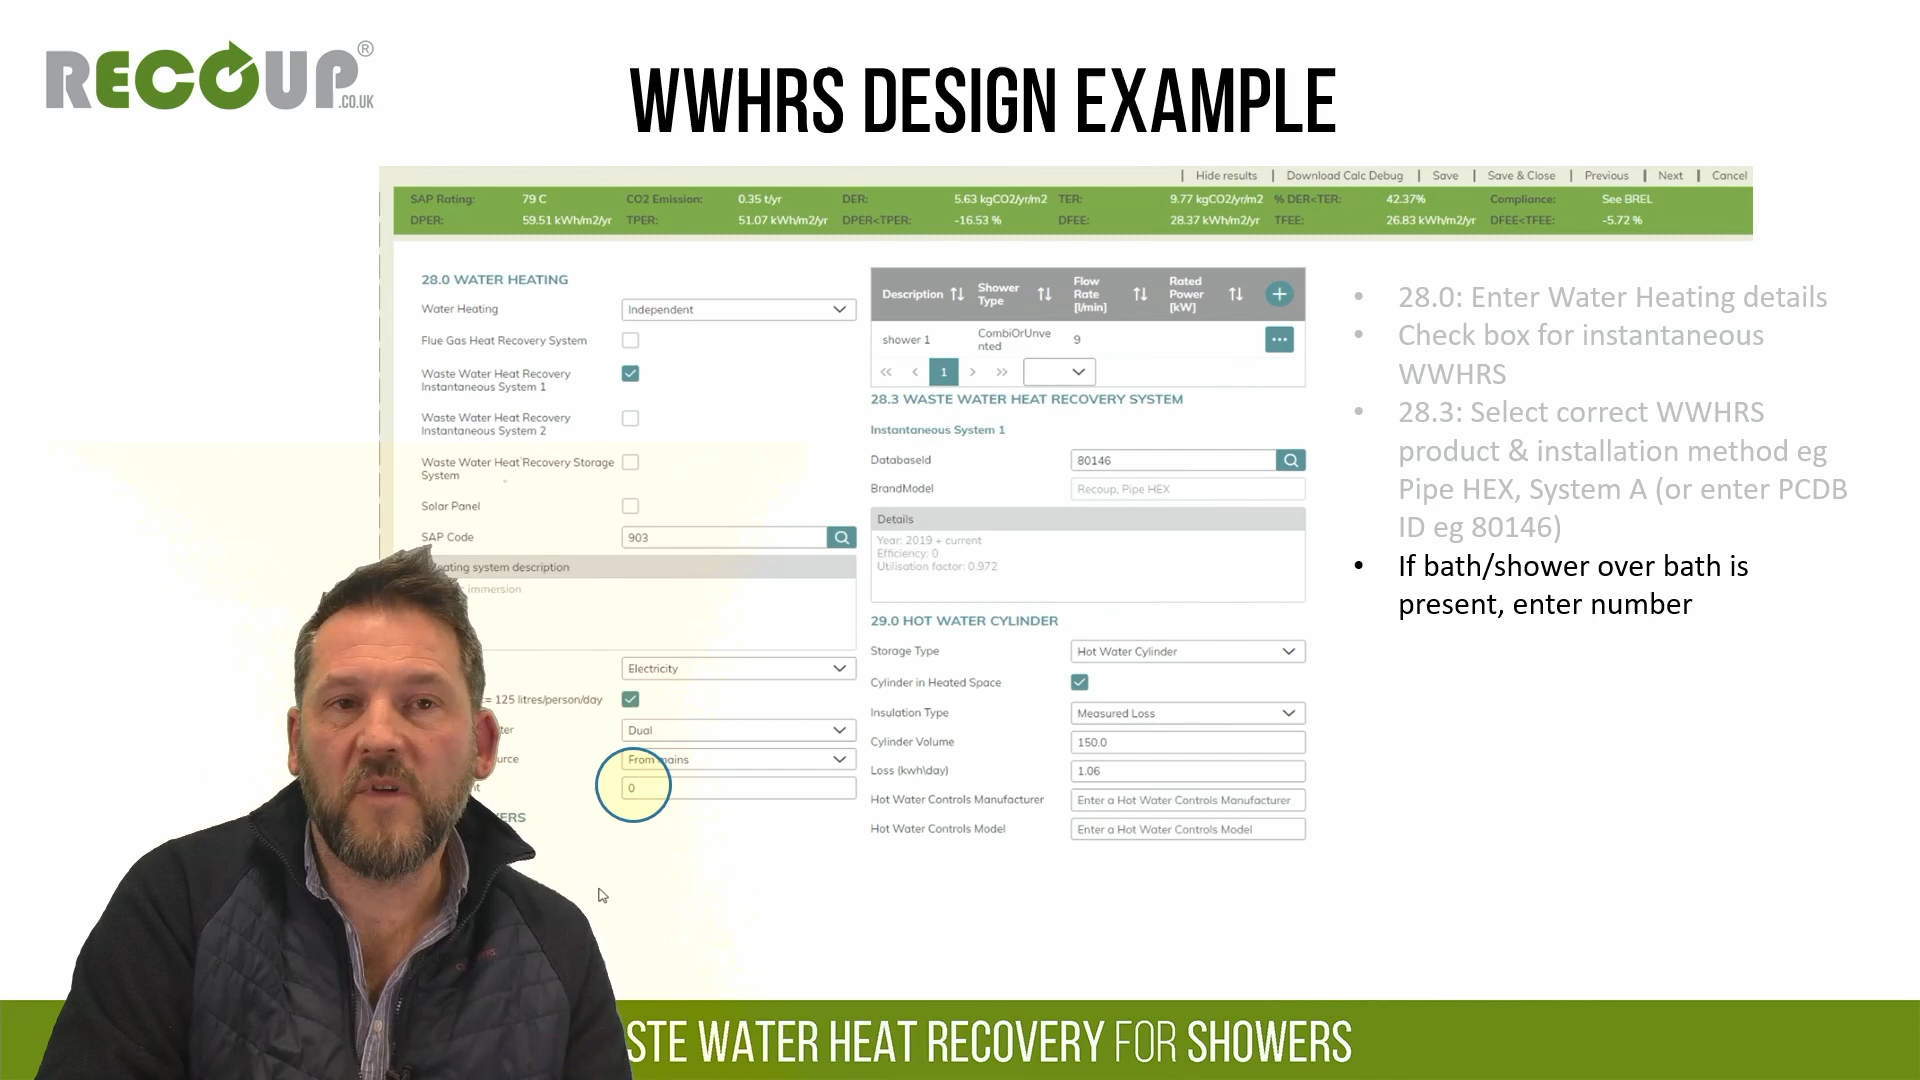 RECOUP®
.CO.UK
WWHRS DESIGN EXAMPLE
Hide results | Download Calc Debug | Save | Save & Close | Previous | Next | Cancel
SAP Rating: 79 C CO2 Emission: 0.35 t/yr DER: 5.63 kgCO2/yr/m2 TER: 9.77 kgCO2/yr/m2 % DER<TER: 42.37% Compliance: See BREL
DPER: 59.51 kWh/m2/yr TPER: 51.07 kWh/m2/yr DPER<TPER: -16.53 % DFEE: 28.37 kWh/m2/yr TFEE: 26.83 kWh/m2/yr DFEE<TFEE: -5.72 %
28.0 WATER HEATING
Water Heating Independent
Flue Gas Heat Recovery System
Waste Water Heat Recovery
Instantaneous System 1
Waste Water Heat Recovery
Instantaneous System 2
Waste Water Heat Recovery Storage
System
Solar Panel
SAP Code 903
eating system description
immersion
Electricity
<= 125 litres/person/day
ter Dual
urce From mains
0
ERS
Description Shower Type Flow Rate [l/min] Rated Power [kW]
shower 1 CombiOrUnvented 9
1
28.3 WASTE WATER HEAT RECOVERY SYSTEM
Instantaneous System 1
DatabaseId 80146
BrandModel Recoup, Pipe HEX
Details
Year: 2019 + current
Efficiency: 0
Utilisation factor: 0.972
29.0 HOT WATER CYLINDER
Storage Type Hot Water Cylinder
Cylinder in Heated Space
Insulation Type Measured Loss
Cylinder Volume 150.0
Loss (kwh\day) 1.06
Hot Water Controls Manufacturer Enter a Hot Water Controls Manufacturer
Hot Water Controls Model Enter a Hot Water Controls Model
• 28.0: Enter Water Heating details
• Check box for instantaneous
WWHRS
• 28.3: Select correct WWHRS
product & installation method eg
Pipe HEX, System A (or enter PCDB
ID eg 80146)
• If bath/shower over bath is
present, enter number
STE WATER HEAT RECOVERY FOR SHOWERS